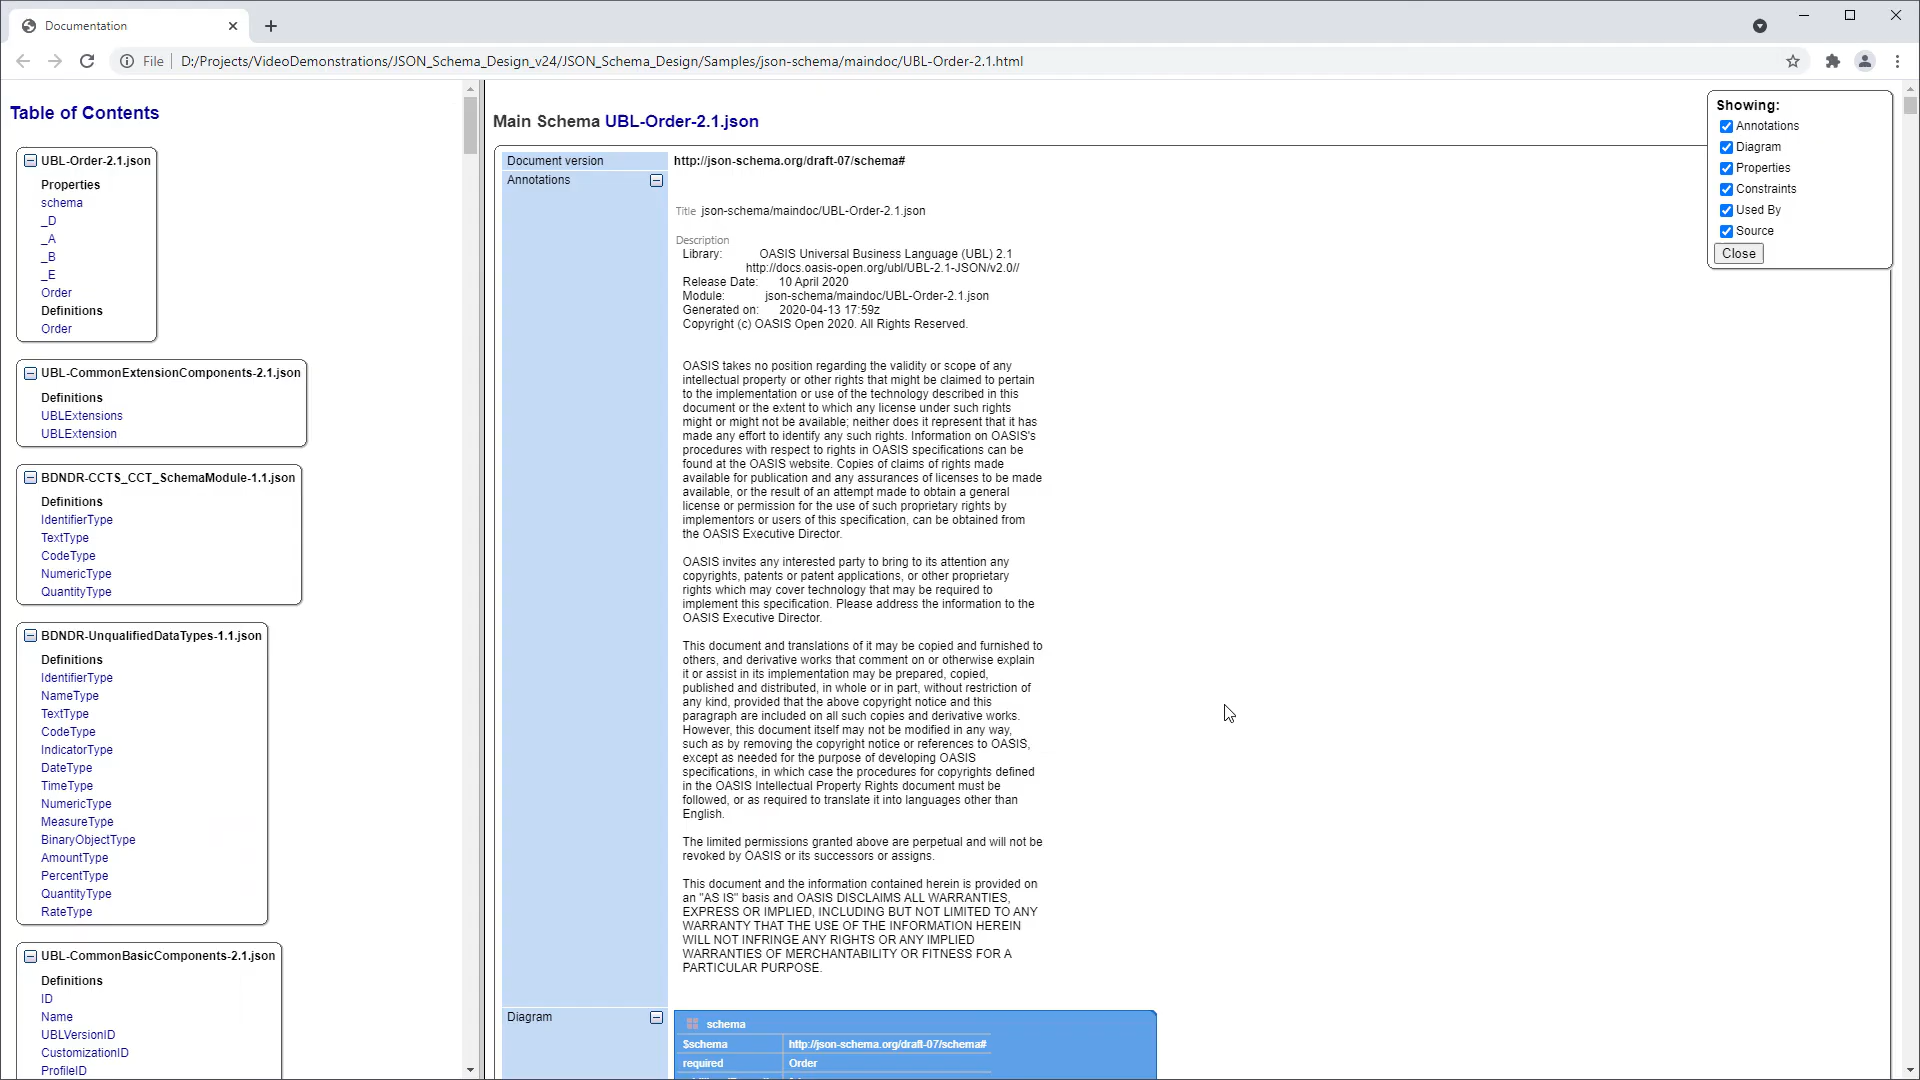 Documentation
File
D:/Projects/VideoDemonstrations/JSON_Schema_Design_v24/JSON_Schema_Design/Samples/json-schema/maindoc/UBL-Order-2.1.html
Table of Contents
UBL-Order-2.1.json
Properties
schema
_D
_A
_B
_E
Order
Definitions
Order
UBL-CommonExtensionComponents-2.1.json
Definitions
UBLExtensions
UBLExtension
BDNDR-CCTS_CCT_SchemaModule-1.1.json
Definitions
IdentifierType
TextType
CodeType
NumericType
QuantityType
BDNDR-UnqualifiedDataTypes-1.1.json
Definitions
IdentifierType
NameType
TextType
CodeType
IndicatorType
DateType
TimeType
NumericType
MeasureType
BinaryObjectType
AmountType
PercentType
QuantityType
RateType
UBL-CommonBasicComponents-2.1.json
Definitions
ID
Name
UBLVersionID
CustomizationID
ProfileID
Main Schema UBL-Order-2.1.json
Document version http://json-schema.org/draft-07/schema#
Annotations
Title json-schema/maindoc/UBL-Order-2.1.json
Description
Library: OASIS Universal Business Language (UBL) 2.1
http://docs.oasis-open.org/ubl/UBL-2.1-JSON/v2.0//
Release Date: 10 April 2020
Module: json-schema/maindoc/UBL-Order-2.1.json
Generated on: 2020-04-13 17:59z
Copyright (c) OASIS Open 2020. All Rights Reserved.
OASIS takes no position regarding the validity or scope of any
intellectual property or other rights that might be claimed to pertain
to the implementation or use of the technology described in this
document or the extent to which any license under such rights
might or might not be available; neither does it represent that it has
made any effort to identify any such rights. Information on OASIS's
procedures with respect to rights in OASIS specifications can be
found at the OASIS website. Copies of claims of rights made
available for publication and any assurances of licenses to be made
available, or the result of an attempt made to obtain a general
license or permission for the use of such proprietary rights by
implementors or users of this specification, can be obtained from
the OASIS Executive Director.
OASIS invites any interested party to bring to its attention any
copyrights, patents or patent applications, or other proprietary
rights which may cover technology that may be required to
implement this specification. Please address the information to the
OASIS Executive Director.
This document and translations of it may be copied and furnished to
others, and derivative works that comment on or otherwise explain
it or assist in its implementation may be prepared, copied,
published and distributed, in whole or in part, without restriction of
any kind, provided that the above copyright notice and this
paragraph are included on all such copies and derivative works.
However, this document itself may not be modified in any way,
such as by removing the copyright notice or references to OASIS,
except as needed for the purpose of developing OASIS
specifications, in which case the procedures for copyrights defined
in the OASIS Intellectual Property Rights document must be
followed, or as required to translate it into languages other than
English.
The limited permissions granted above are perpetual and will not be
revoked by OASIS or its successors or assigns.
This document and the information contained herein is provided on
an "AS IS" basis and OASIS DISCLAIMS ALL WARRANTIES,
EXPRESS OR IMPLIED, INCLUDING BUT NOT LIMITED TO ANY
WARRANTY THAT THE USE OF THE INFORMATION HEREIN
WILL NOT INFRINGE ANY RIGHTS OR ANY IMPLIED
WARRANTIES OF MERCHANTABILITY OR FITNESS FOR A
PARTICULAR PURPOSE.
Diagram
schema
$schema http://json-schema.org/draft-07/schema#
required Order
Showing:
Annotations
Diagram
Properties
Constraints
Used By
Source
Close